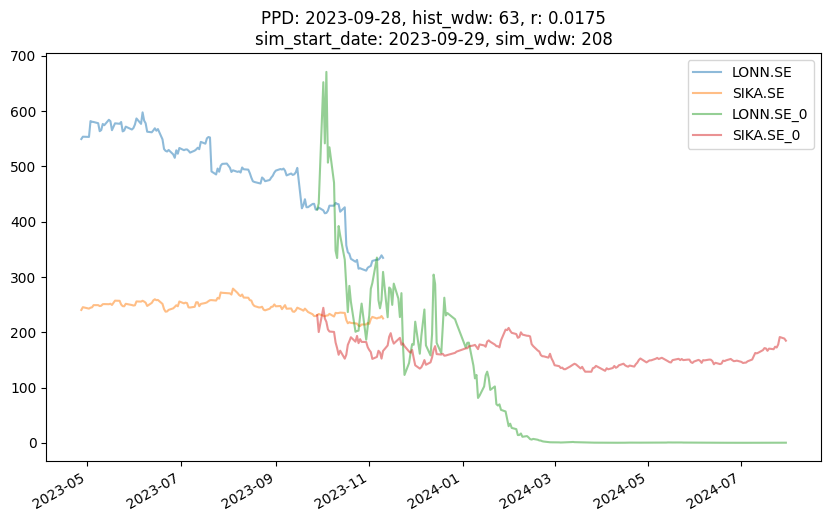 PPD: 2023-09-28, hist_wdw: 63, r: 0.0175
sim_start_date: 2023-09-29, sim_wdw: 208
LONN.SE
SIKA.SE
LONN.SE_0
SIKA.SE_0
700
600
500
400
300
200
100
0
2023-05
2023-07
2023-09
2023-11
2024-01
2024-03
2024-05
2024-07